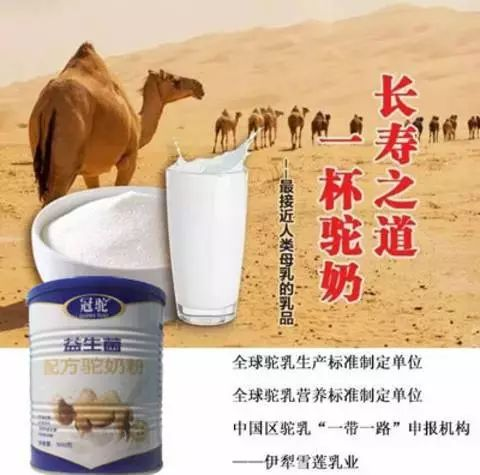 长寿之道
一杯驼奶
—最接近人类母乳的乳品
冠驼
益生菌
配方驼奶粉
全球驼乳生产标准制定单位
全球驼乳营养标准制定单位
中国区驼乳“一带一路”申报机构
——伊犁雪莲乳业